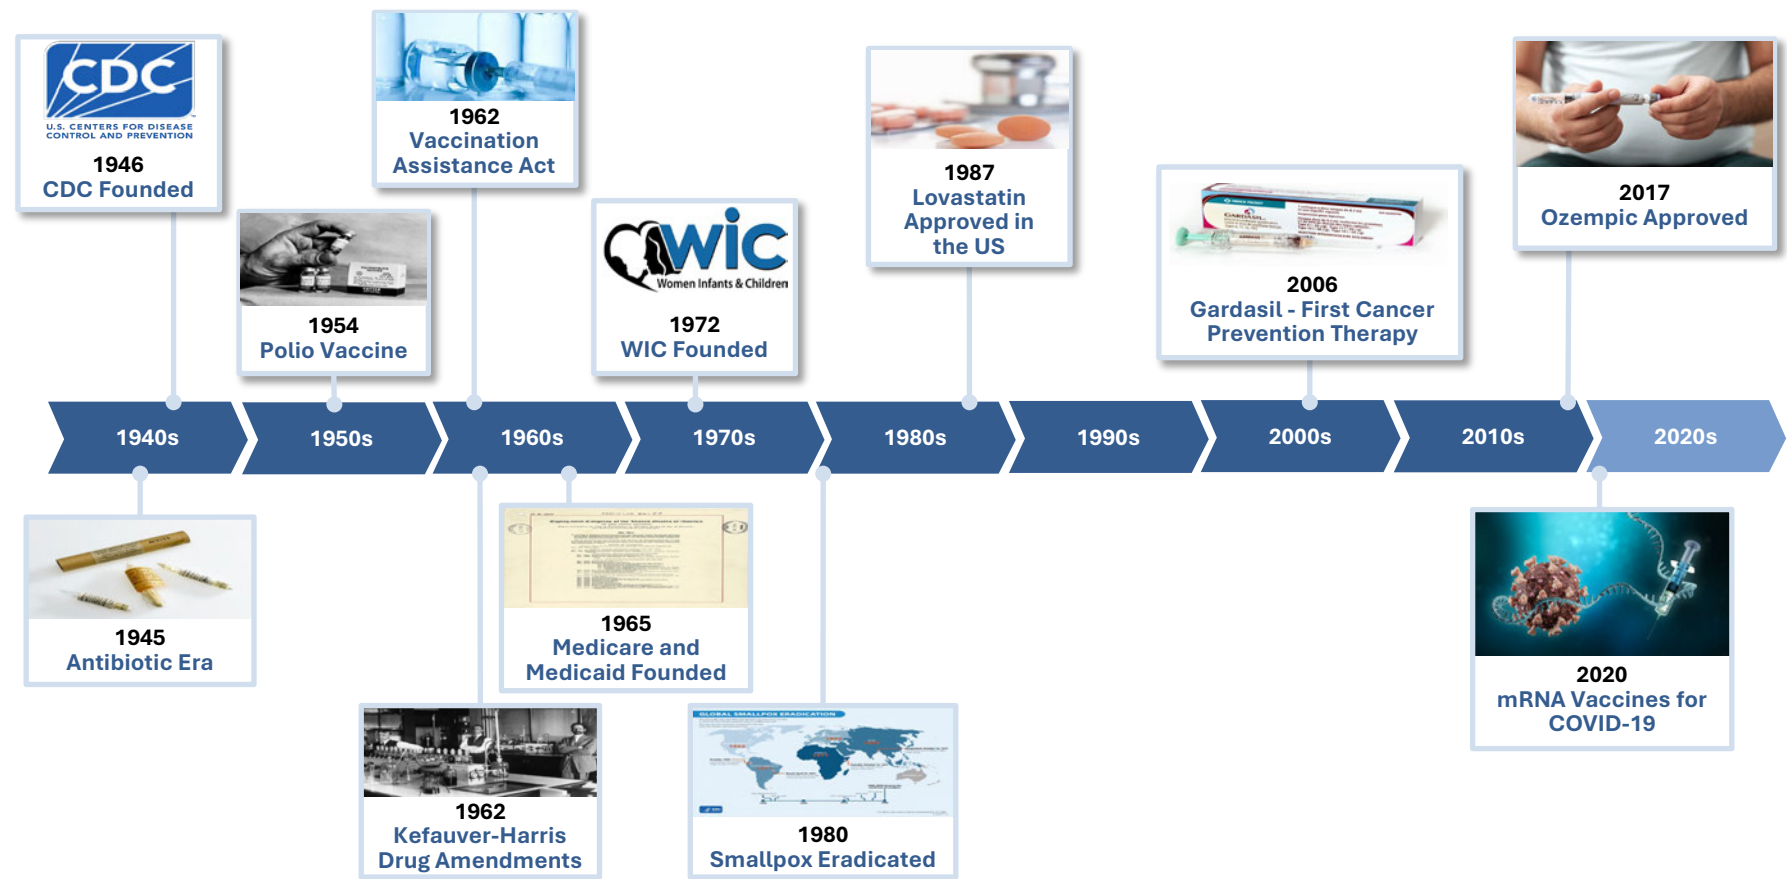 CDC
U.S. CENTERS FOR DISEASE
CONTROL AND PREVENTION
1946
CDC Founded
1962
Vaccination
Assistance Act
1954
Polio Vaccine
WIC
Women Infants & Children
1972
WIC Founded
1987
Lovastatin
Approved in
the US
GARDASIL
2006
Gardasil - First Cancer
Prevention Therapy
2017
Ozempic Approved
1940s
1950s
1960s
1970s
1980s
1990s
2000s
2010s
2020s
1945
Antibiotic Era
1965
Medicare and
Medicaid Founded
1962
Kefauver-Harris
Drug Amendments
GLOBAL SMALLPOX ERADICATION
1980
Smallpox Eradicated
2020
mRNA Vaccines for
COVID-19